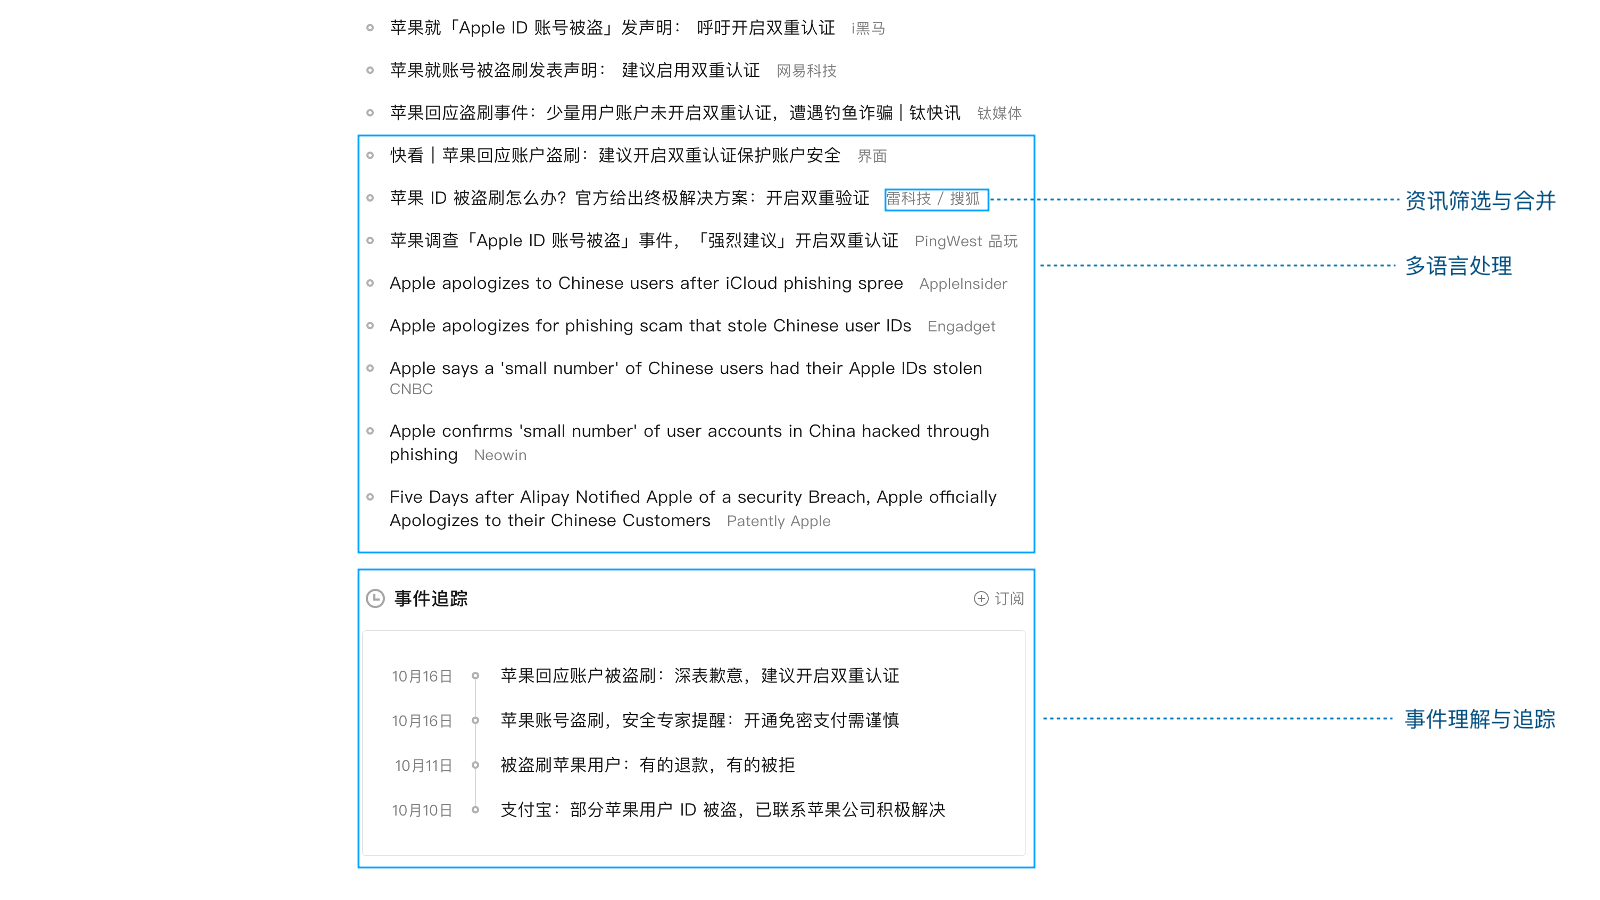 苹果就「Apple ID 账号被盗」发声明： 呼吁开启双重认证 i黑马
苹果就账号被盗刷发表声明： 建议启用双重认证 网易科技
苹果回应盗刷事件：少量用户账户未开启双重认证，遭遇钓鱼诈骗 | 钛快讯 钛媒体
快看 | 苹果回应账户盗刷：建议开启双重认证保护账户安全 界面
苹果 ID 被盗刷怎么办？官方给出终极解决方案：开启双重验证 雷科技 / 搜狐
资讯筛选与合并
苹果调查「Apple ID 账号被盗」事件，「强烈建议」开启双重认证 PingWest 品玩
多语言处理
Apple apologizes to Chinese users after iCloud phishing spree AppleInsider
Apple apologizes for phishing scam that stole Chinese user IDs Engadget
Apple says a 'small number' of Chinese users had their Apple IDs stolen
CNBC
Apple confirms 'small number' of user accounts in China hacked through
phishing Neowin
Five Days after Alipay Notified Apple of a security Breach, Apple officially
Apologizes to their Chinese Customers Patently Apple
事件追踪 订阅
10月16日 苹果回应账户被盗刷：深表歉意，建议开启双重认证
10月16日 苹果账号盗刷，安全专家提醒：开通免密支付需谨慎
事件理解与追踪
10月11日 被盗刷苹果用户：有的退款，有的被拒
10月10日 支付宝：部分苹果用户 ID 被盗，已联系苹果公司积极解决